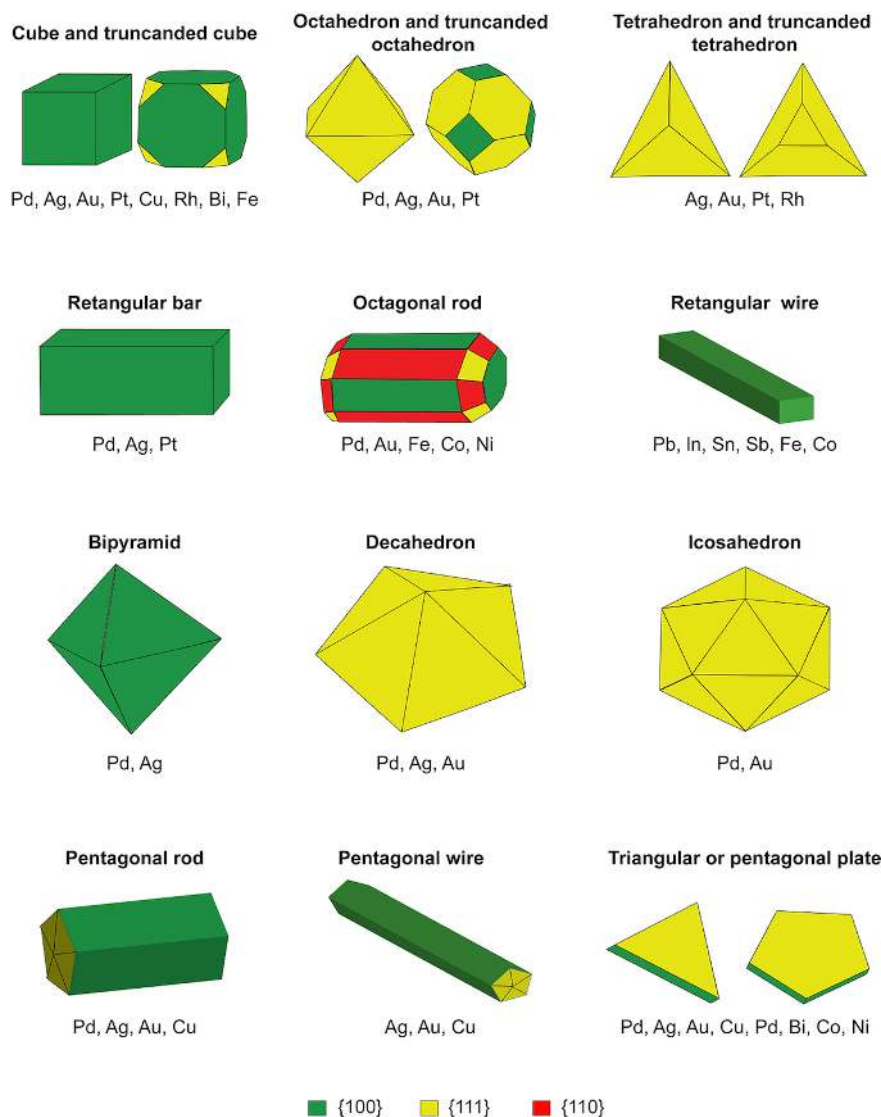 Cube and truncanded cube
Octahedron and truncanded
octahedron
Tetrahedron and truncanded
tetrahedron
Pd, Ag, Au, Pt, Cu, Rh, Bi, Fe
Pd, Ag, Au, Pt
Ag, Au, Pt, Rh
Retangular bar
Octagonal rod
Retangular wire
Pd, Ag, Pt
Pd, Au, Fe, Co, Ni
Pb, In, Sn, Sb, Fe, Co
Bipyramid
Decahedron
Icosahedron
Pd, Ag
Pd, Ag, Au
Pd, Au
Pentagonal rod
Pentagonal wire
Triangular or pentagonal plate
Pd, Ag, Au, Cu
Ag, Au, Cu
Pd, Ag, Au, Cu, Pd, Bi, Co, Ni
{100}
{111}
{110}